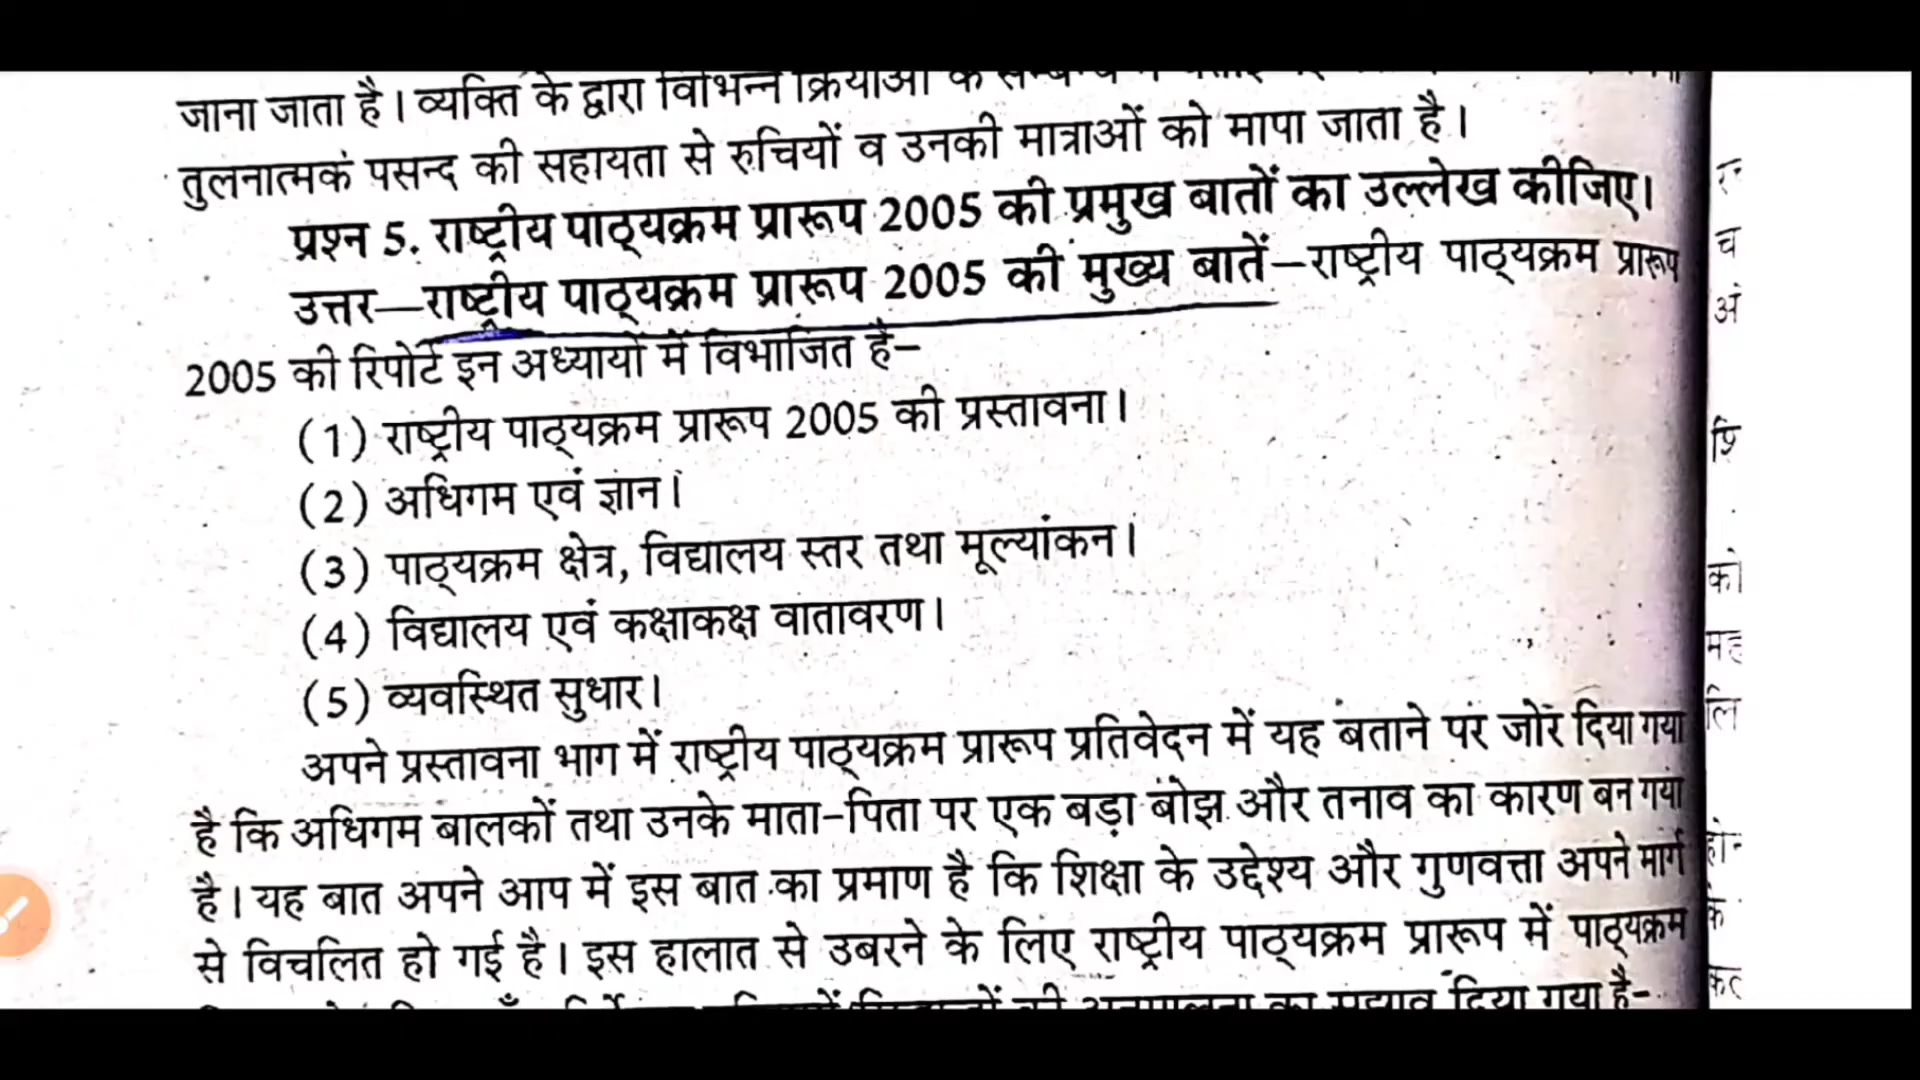 जाना जाता है। व्यक्ति के द्वारा विभिन्न क्रियाओं के सम्बन्ध
तुलनात्मक पसन्द की सहायता से रुचियों व उनकी मात्राओं को मापा जाता है।
प्रश्न 5. राष्ट्रीय पाठ्यक्रम प्रारूप 2005 की प्रमुख बातों का उल्लेख कीजिए।
उत्तर—राष्ट्रीय पाठ्यक्रम प्रारूप 2005 की मुख्य बातें—राष्ट्रीय पाठ्यक्रम प्रारूप
2005 की रिपोर्ट इन अध्यायों में विभाजित है—
(1) राष्ट्रीय पाठ्यक्रम प्रारूप 2005 की प्रस्तावना।
(2) अधिगम एवं ज्ञान।
(3) पाठ्यक्रम क्षेत्र, विद्यालय स्तर तथा मूल्यांकन।
(4) विद्यालय एवं कक्षाकक्ष वातावरण।
(5) व्यवस्थित सुधार।
अपने प्रस्तावना भाग में राष्ट्रीय पाठ्यक्रम प्रारूप प्रतिवेदन में यह बताने पर जोर दिया गया
है कि अधिगम बालकों तथा उनके माता-पिता पर एक बड़ा बोझ और तनाव का कारण बन गया
है। यह बात अपने आप में इस बात का प्रमाण है कि शिक्षा के उद्देश्य और गुणवत्ता अपने मार्ग
से विचलित हो गई है। इस हालात से उबरने के लिए राष्ट्रीय पाठ्यक्रम प्रारूप में पाठ्यक्रम
का सुझाव दिया गया है—